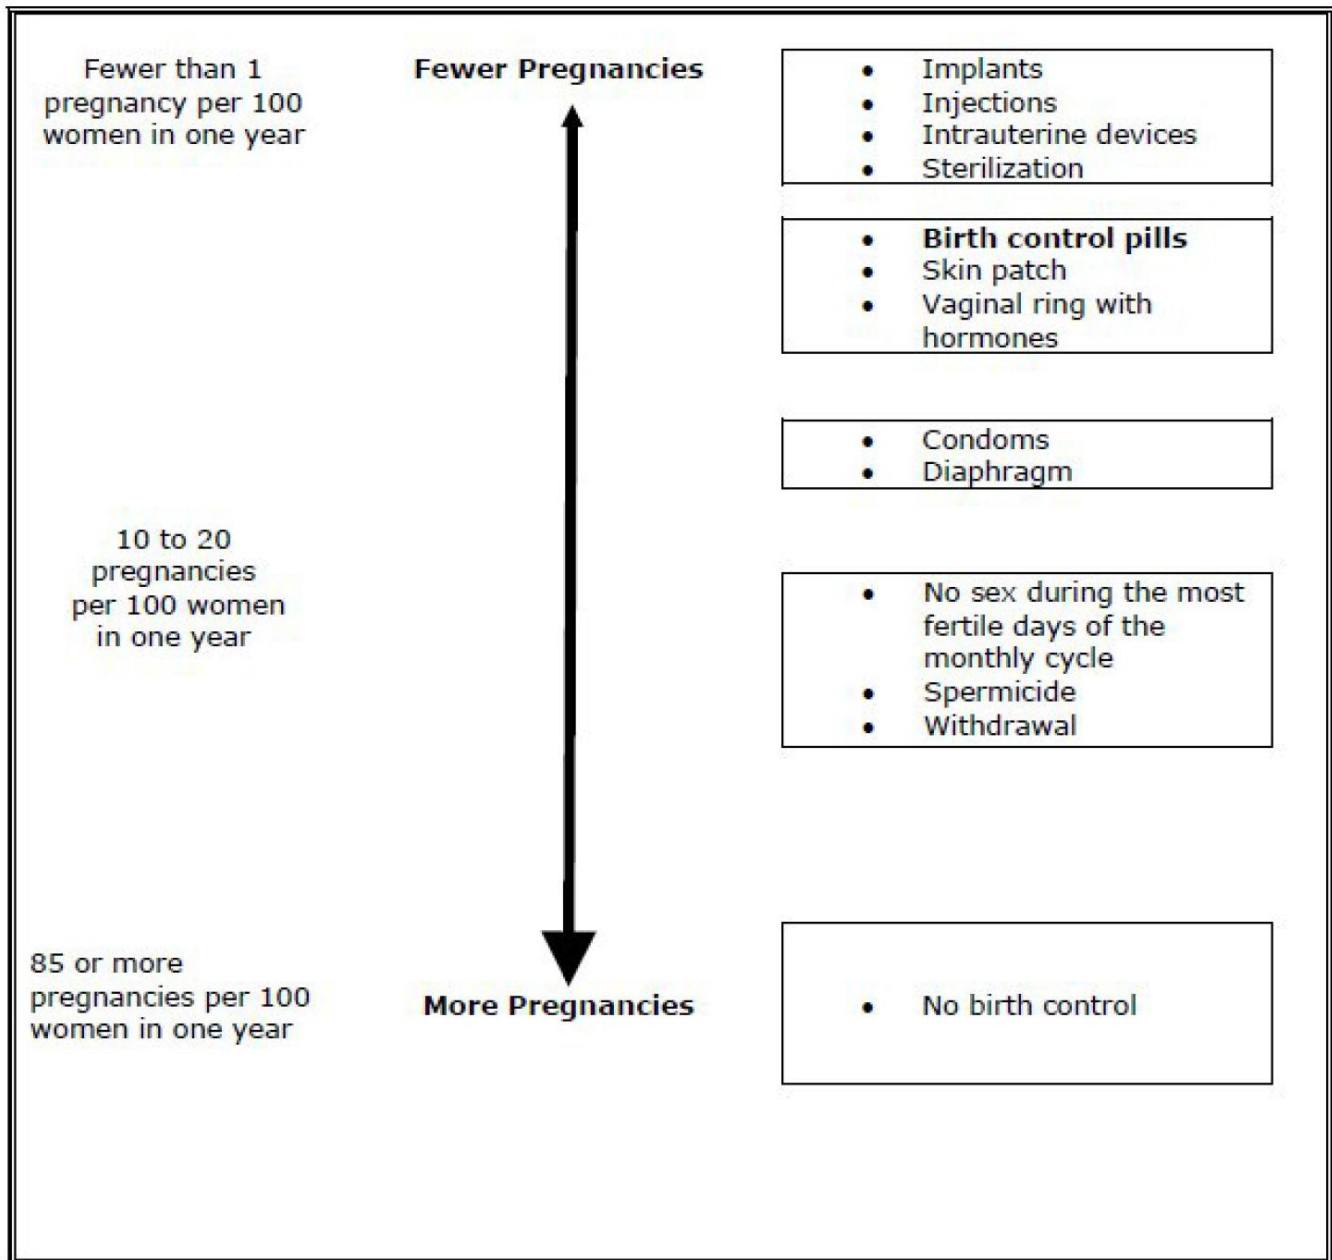 Fewer than 1
pregnancy per 100
women in one year
Fewer Pregnancies
• Implants
• Injections
• Intrauterine devices
• Sterilization
• Birth control pills
• Skin patch
• Vaginal ring with
hormones
• Condoms
• Diaphragm
10 to 20
pregnancies
per 100 women
in one year
• No sex during the most
fertile days of the
monthly cycle
• Spermicide
• Withdrawal
85 or more
pregnancies per 100
women in one year
More Pregnancies
• No birth control